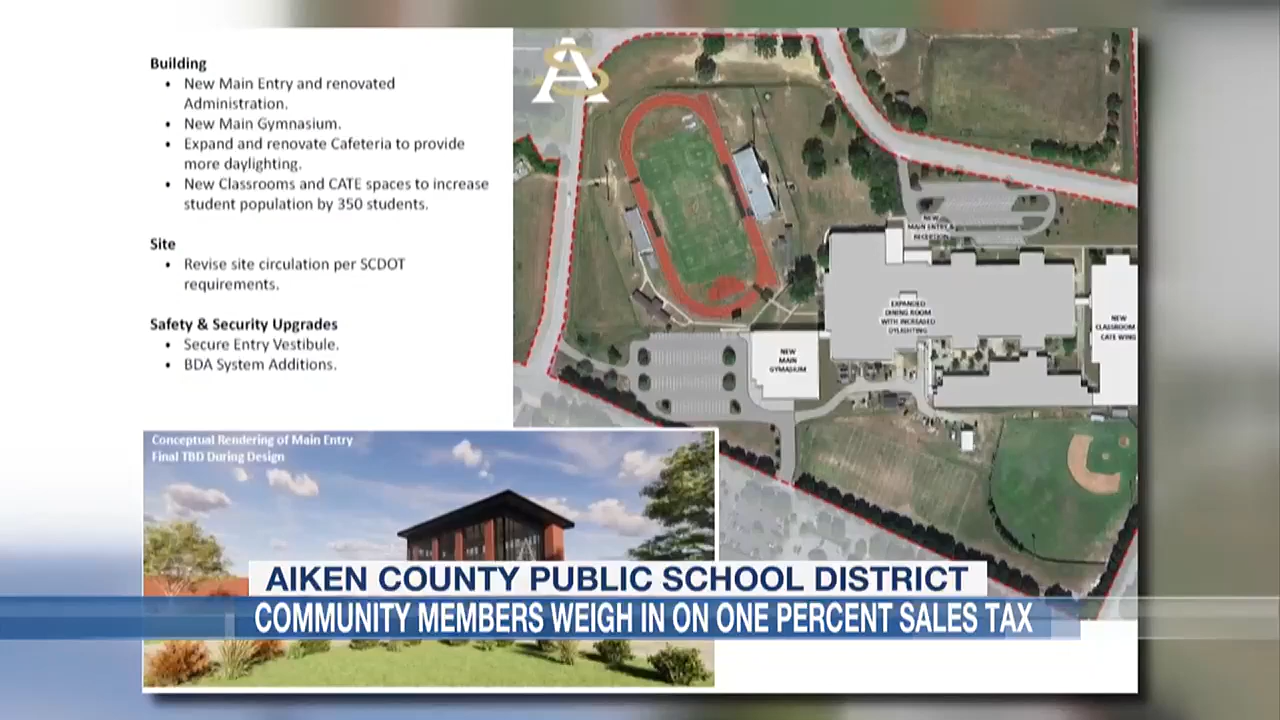 Building
• New Main Entry and renovated
Administration.
• New Main Gymnasium.
• Expand and renovate Cafeteria to provide
more daylighting.
• New Classrooms and CATE spaces to increase
student population by 350 students.
Site
• Revise site circulation per SCDOT
requirements.
Safety & Security Upgrades
• Secure Entry Vestibule.
• BDA System Additions.
A
NEW
MAIN ENTRY &
RECEPTION
EXPANDED
DINING ROOM
WITH INCREASED
DYLIGHTING
NEW
CLASSROOM
CATE WING
NEW
MAIN
GYMASIUM
Conceptual Rendering of Main Entry
Final TBD During Design
AIKEN COUNTY PUBLIC SCHOOL DISTRICT
COMMUNITY MEMBERS WEIGH IN ON ONE PERCENT SALES TAX